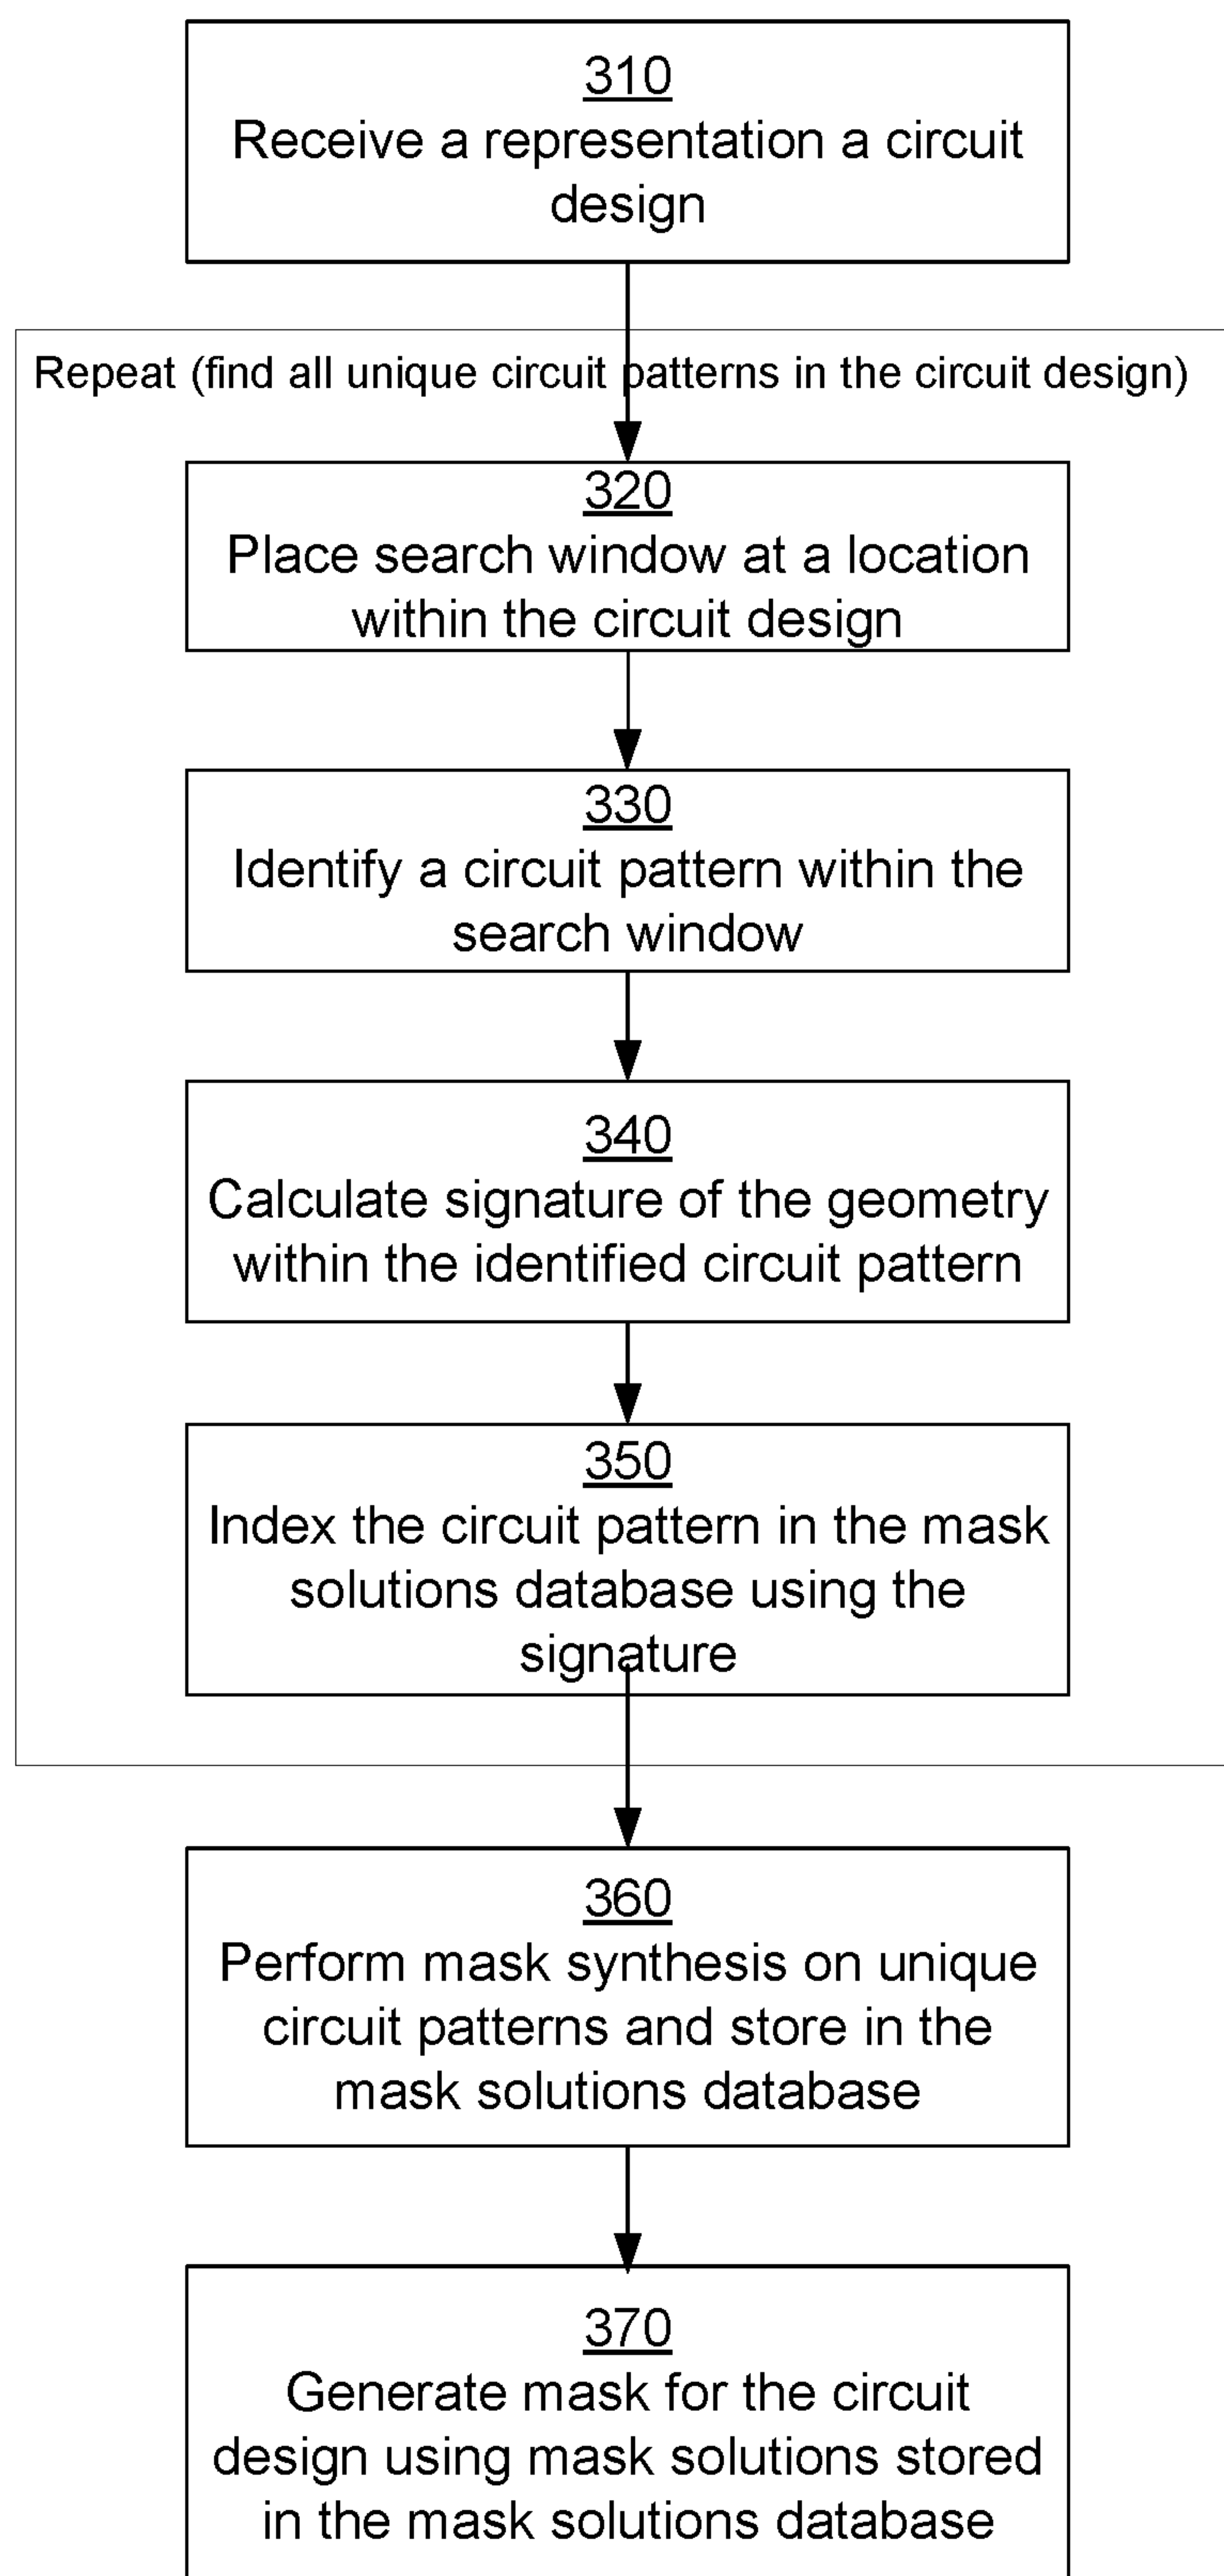 310
Receive a representation a circuit
design
Repeat (find all unique circuit patterns in the circuit design)
320
Place search window at a location
within the circuit design
330
Identify a circuit pattern within the
search window
340
Calculate signature of the geometry
within the identified circuit pattern
350
Index the circuit pattern in the mask
solutions database using the
signature
360
Perform mask synthesis on unique
circuit patterns and store in the
mask solutions database
370
Generate mask for the circuit
design using mask solutions stored
in the mask solutions database